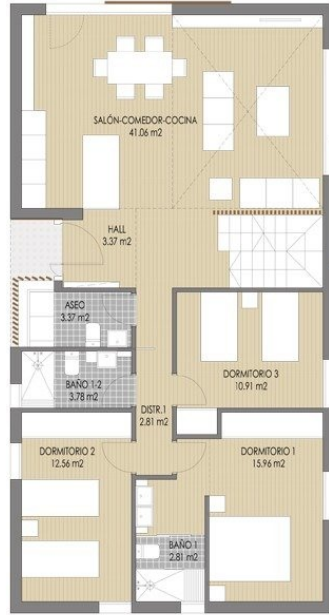 SALÓN-COMEDOR-COCINA
41.06 m2
HALL
3.37 m2
ASEO
3.37 m2
DORMITORIO 3
10.91 m2
BAÑO 1-2
3.78 m2
DISTR.1
2.81 m2
DORMITORIO 2
12.56 m2
DORMITORIO 1
15.96 m2
BAÑO 1
2.81 m2